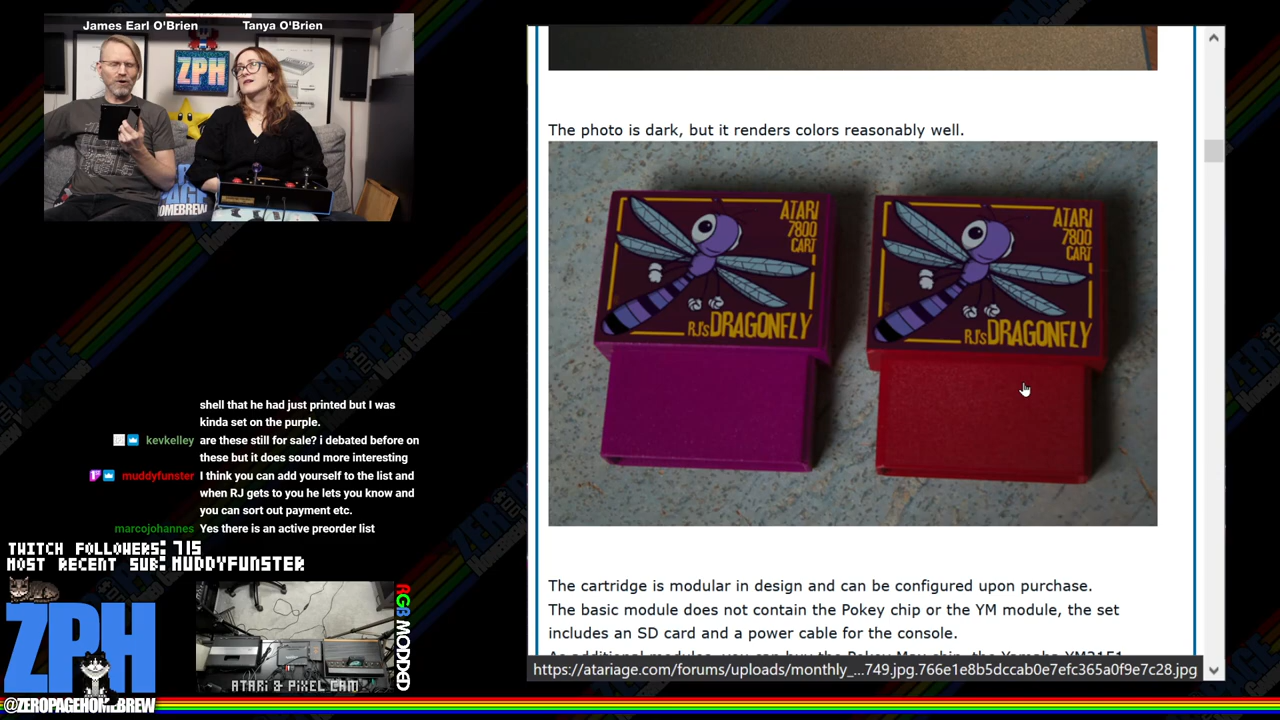 James Earl O'Brien
Tanya O'Brien
ZPH
HOMEBREW
The photo is dark, but it renders colors reasonably well.
ATARI
7800
CART
RJ's DRAGONFLY
ATARI
7800
CART
RJ's DRAGONFLY
shell that he had just printed but I was
kinda set on the purple.
kevkelley are these still for sale? i debated before on
these but it does sound more interesting
muddyfunster I think you can add yourself to the list and
when RJ gets to you he lets you know and
you can sort out payment etc.
marcojohannes Yes there is an active preorder list
TWITCH FOLLOWERS: 715
MOST RECENT SUB: MUDDYFUNSTER
ZPH
@ZEROPAGEHOMEBREW
RGB MODDED
ATARI & PIXEL CAM
The cartridge is modular in design and can be configured upon purchase.
The basic module does not contain the Pokey chip or the YM module, the set
includes an SD card and a power cable for the console.
https://atariage.com/forums/uploads/monthly_...749.jpg.766e1e8b5dccab0e7efc365a0f9e7c28.jpg